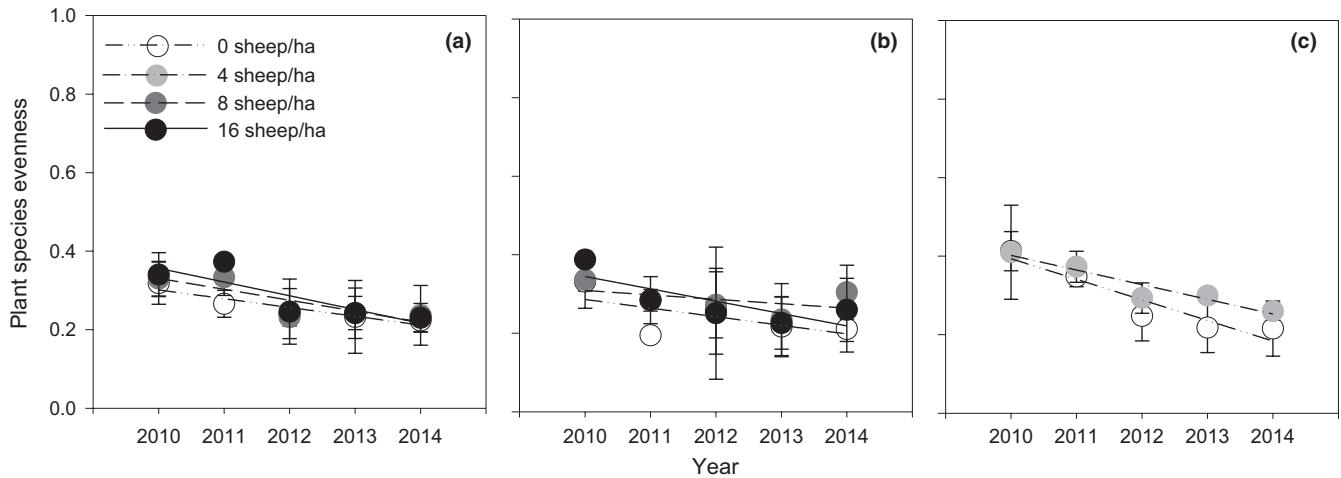 Plant species evenness
1.0
0.8
0.6
0.4
0.2
0.0
0 sheep/ha
4 sheep/ha
8 sheep/ha
16 sheep/ha
(a)
(b)
(c)
2010 2011 2012 2013 2014
2010 2011 2012 2013 2014
2010 2011 2012 2013 2014
Year